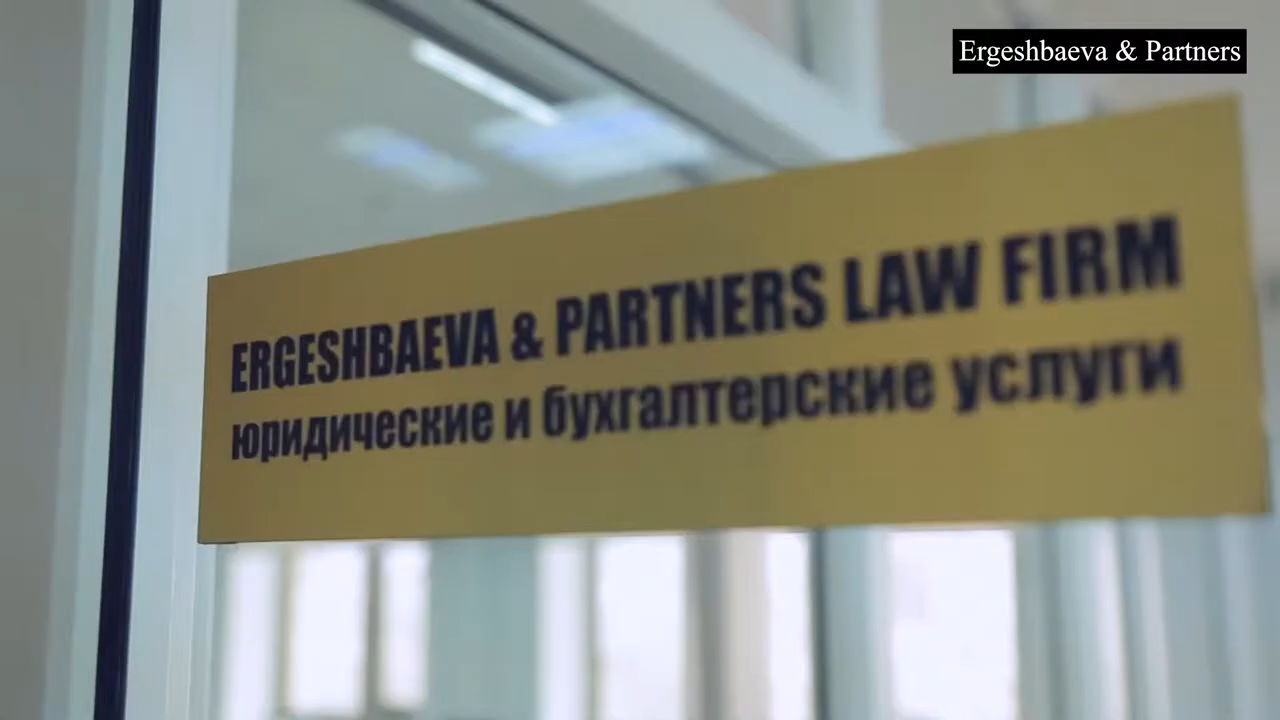 Ergeshbaeva & Partners
ERGESHBAEVA & PARTNERS LAW FIRM
юридические и бухгалтерские услуги